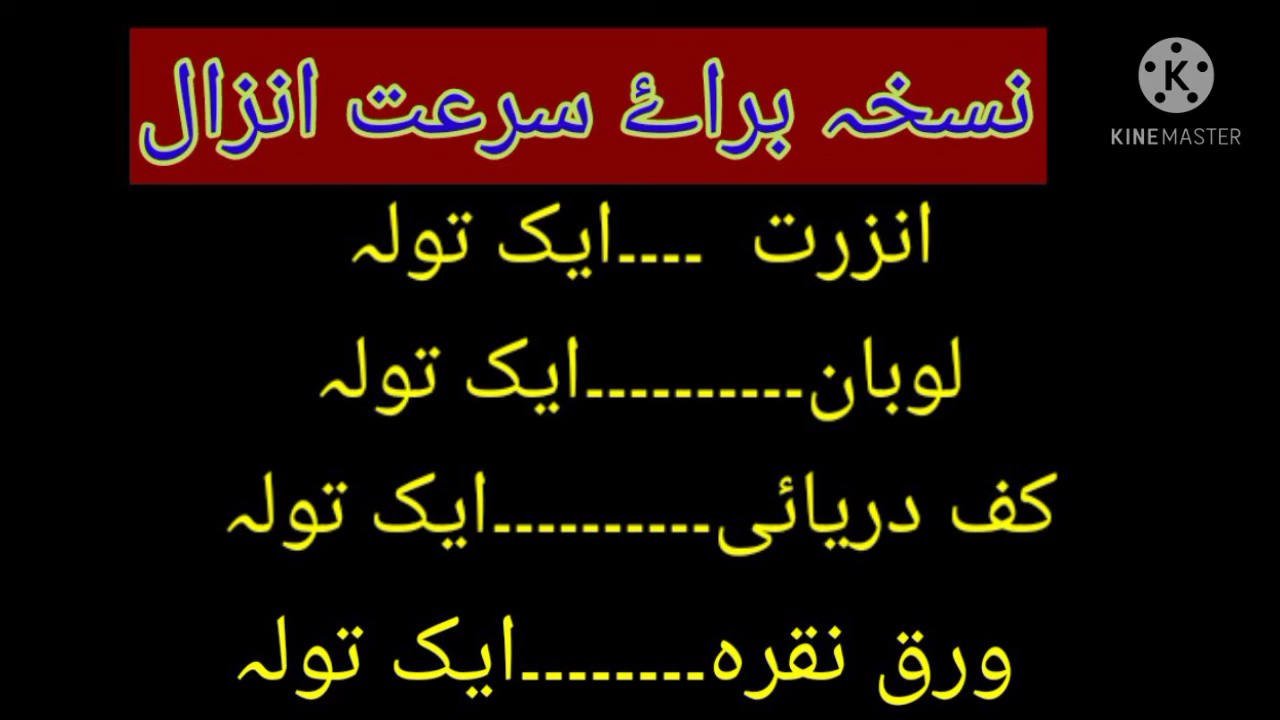 نسخہ برائے سرعت انزال
KINEMASTER
انزرت ----ایک تولہ
لوبان----------ایک تولہ
کف دریائی----------ایک تولہ
ورق نقرہ--------ایک تولہ